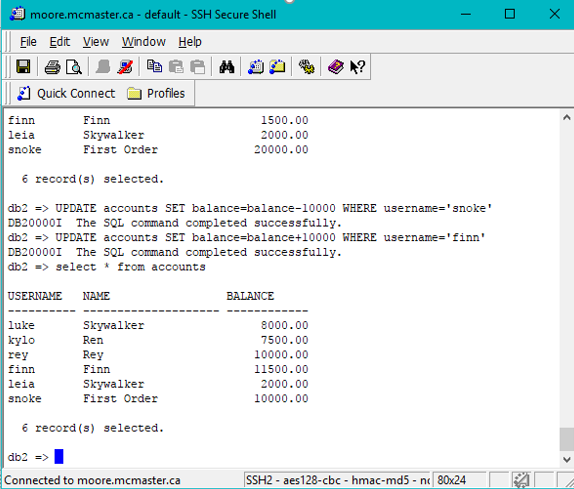 moore.mcmaster.ca - default - SSH Secure Shell
File Edit View Window Help
Quick Connect Profiles
finn Finn 1500.00
leia Skywalker 2000.00
snoke First Order 20000.00
6 record(s) selected.
db2 => UPDATE accounts SET balance=balance-10000 WHERE username='snoke'
DB20000I The SQL command completed successfully.
db2 => UPDATE accounts SET balance=balance+10000 WHERE username='finn'
DB20000I The SQL command completed successfully.
db2 => select * from accounts
USERNAME NAME BALANCE
---------- -------------------- ------------
luke Skywalker 8000.00
kylo Ren 7500.00
rey Rey 10000.00
finn Finn 11500.00
leia Skywalker 2000.00
snoke First Order 10000.00
6 record(s) selected.
db2 =>
Connected to moore.mcmaster.ca SSH2 - aes128-cbc - hmac-md5 - 80x24